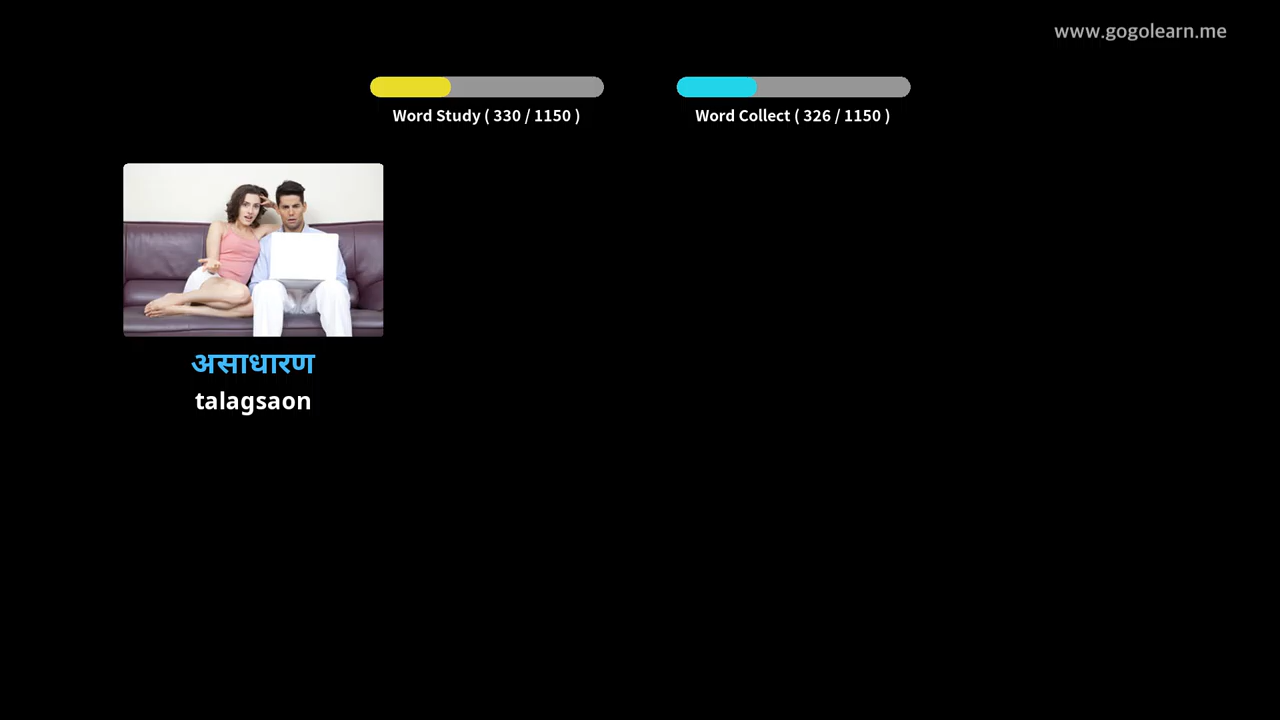 www.gogolearn.me
Word Study ( 330 / 1150 )
Word Collect ( 326 / 1150 )
असाधारण
talagsaon